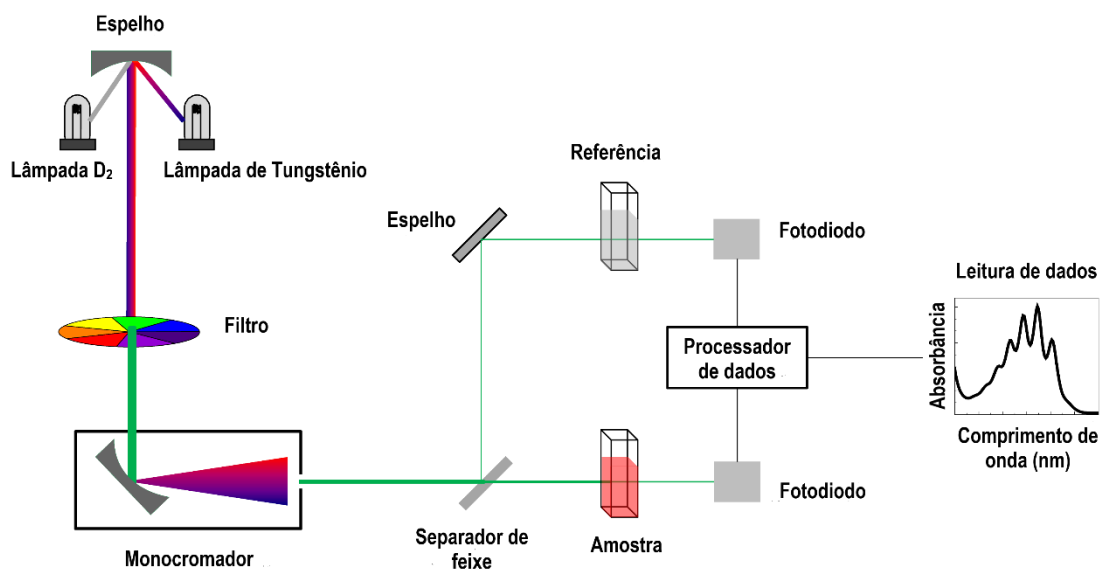 Espelho
Lâmpada D₂
Lâmpada de Tungstênio
Filtro
Monocromador
Espelho
Separador de
feixe
Referência
Amostra
Fotodiodo
Processador
de dados
Fotodiodo
Leitura de dados
Absorbância
Comprimento de
onda (nm)